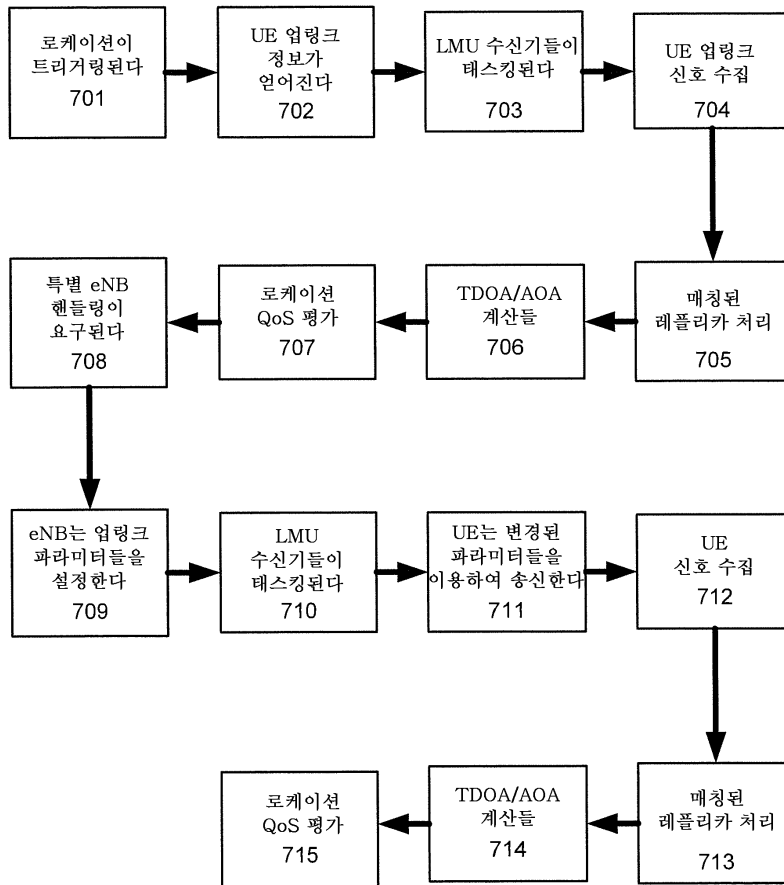 로케이션이
트리거링된다
701
UE 업링크
정보가
얻어진다
702
LMU 수신기들이
태스킹된다
703
UE 업링크
신호 수집
704
매칭된
레플리카 처리
705
TDOA/AOA
계산들
706
로케이션
QoS 평가
707
특별 eNB
핸들링이
요구된다
708
eNB는 업링크
파라미터들을
설정한다
709
LMU
수신기들이
태스킹된다
710
UE는 변경된
파라미터들을
이용하여 송신한다
711
UE
신호 수집
712
매칭된
레플리카 처리
713
TDOA/AOA
계산들
714
로케이션
QoS 평가
715